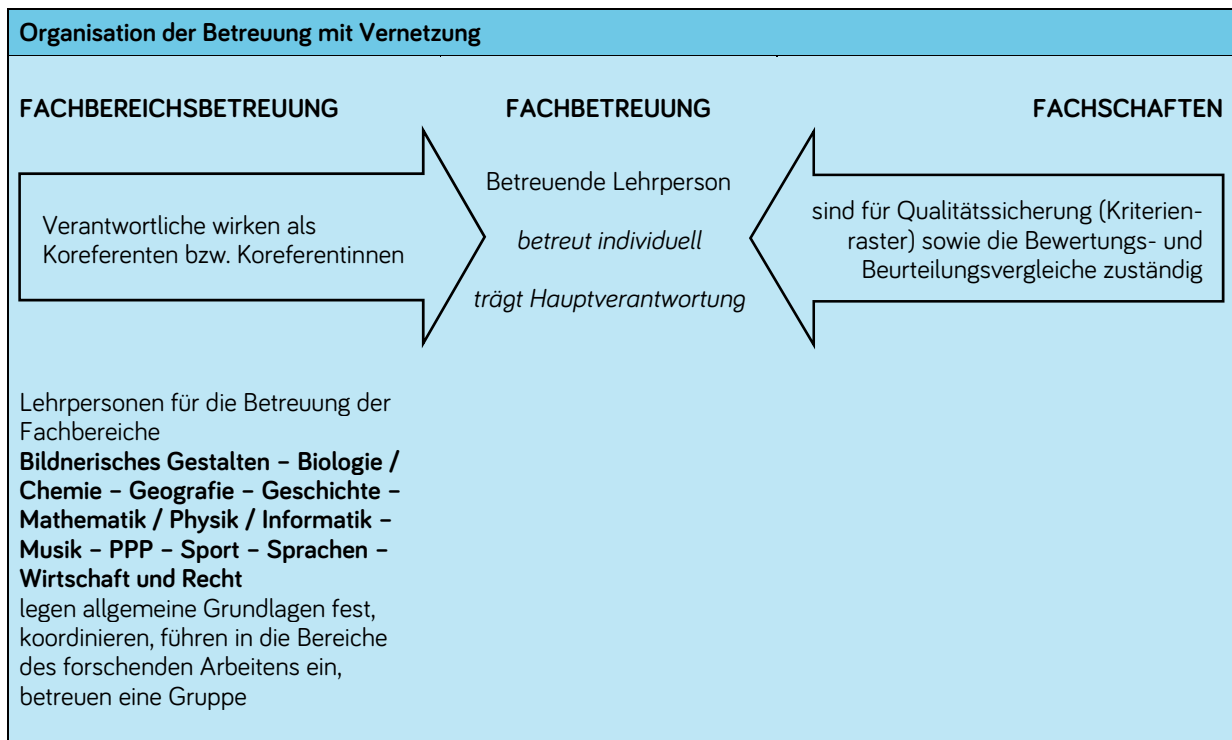 Organisation der Betreuung mit Vernetzung
FACHBEREICHSBETREUUNG
Verantwortliche wirken als
Koreferenten bzw. Koreferentinnen
FACHBETREUUNG
Betreuende Lehrperson
betreut individuell
trägt Hauptverantwortung
FACHSCHAFTEN
sind für Qualitätssicherung (Kriterien-
raster) sowie die Bewertungs- und
Beurteilungsvergleiche zuständig
Lehrpersonen für die Betreuung der
Fachbereiche
Bildnerisches Gestalten – Biologie /
Chemie – Geografie – Geschichte –
Mathematik / Physik / Informatik –
Musik – PPP – Sport – Sprachen –
Wirtschaft und Recht
legen allgemeine Grundlagen fest,
koordinieren, führen in die Bereiche
des forschenden Arbeitens ein,
betreuen eine Gruppe